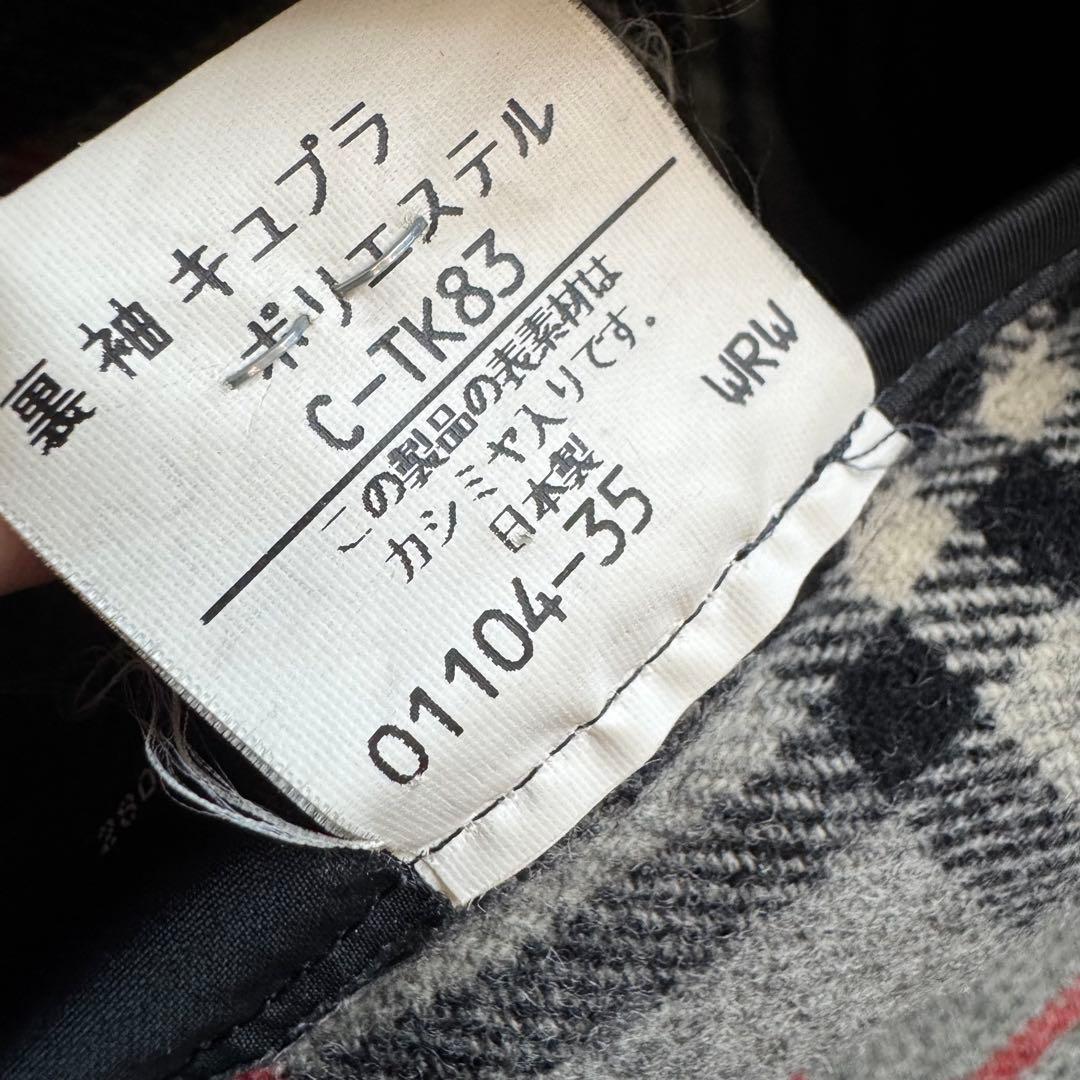 裏 袖 キュプラ
ポリエステル
C-TK83
この製品の表素材は
カシミヤ入りです。
日本製
WRW
01104-35